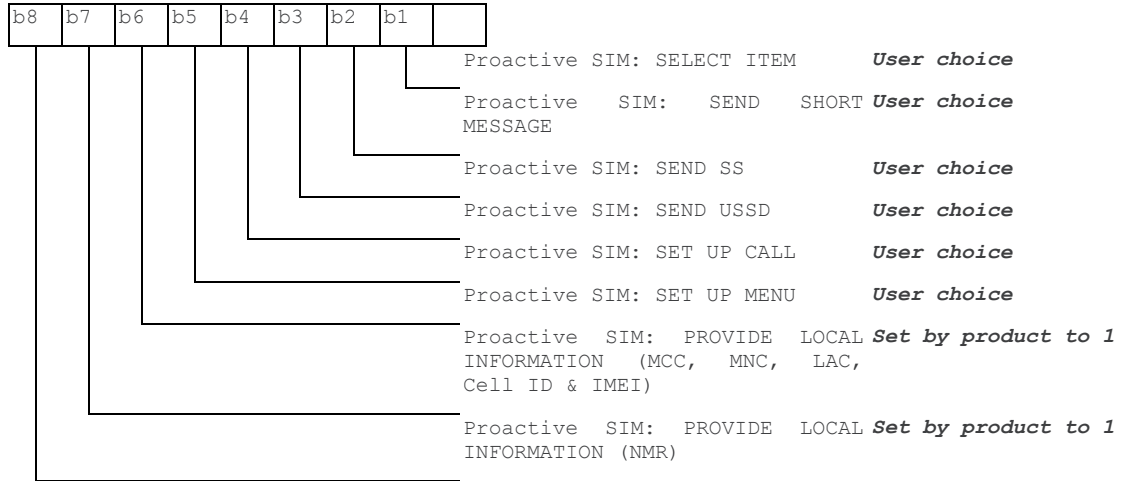 b8 b7 b6 b5 b4 b3 b2 b1
Proactive SIM: SELECT ITEM User choice
Proactive SIM: SEND SHORT User choice
MESSAGE
Proactive SIM: SEND SS User choice
Proactive SIM: SEND USSD User choice
Proactive SIM: SET UP CALL User choice
Proactive SIM: SET UP MENU User choice
Proactive SIM: PROVIDE LOCAL Set by product to 1
INFORMATION (MCC, MNC, LAC,
Cell ID & IMEI)
Proactive SIM: PROVIDE LOCAL Set by product to 1
INFORMATION (NMR)